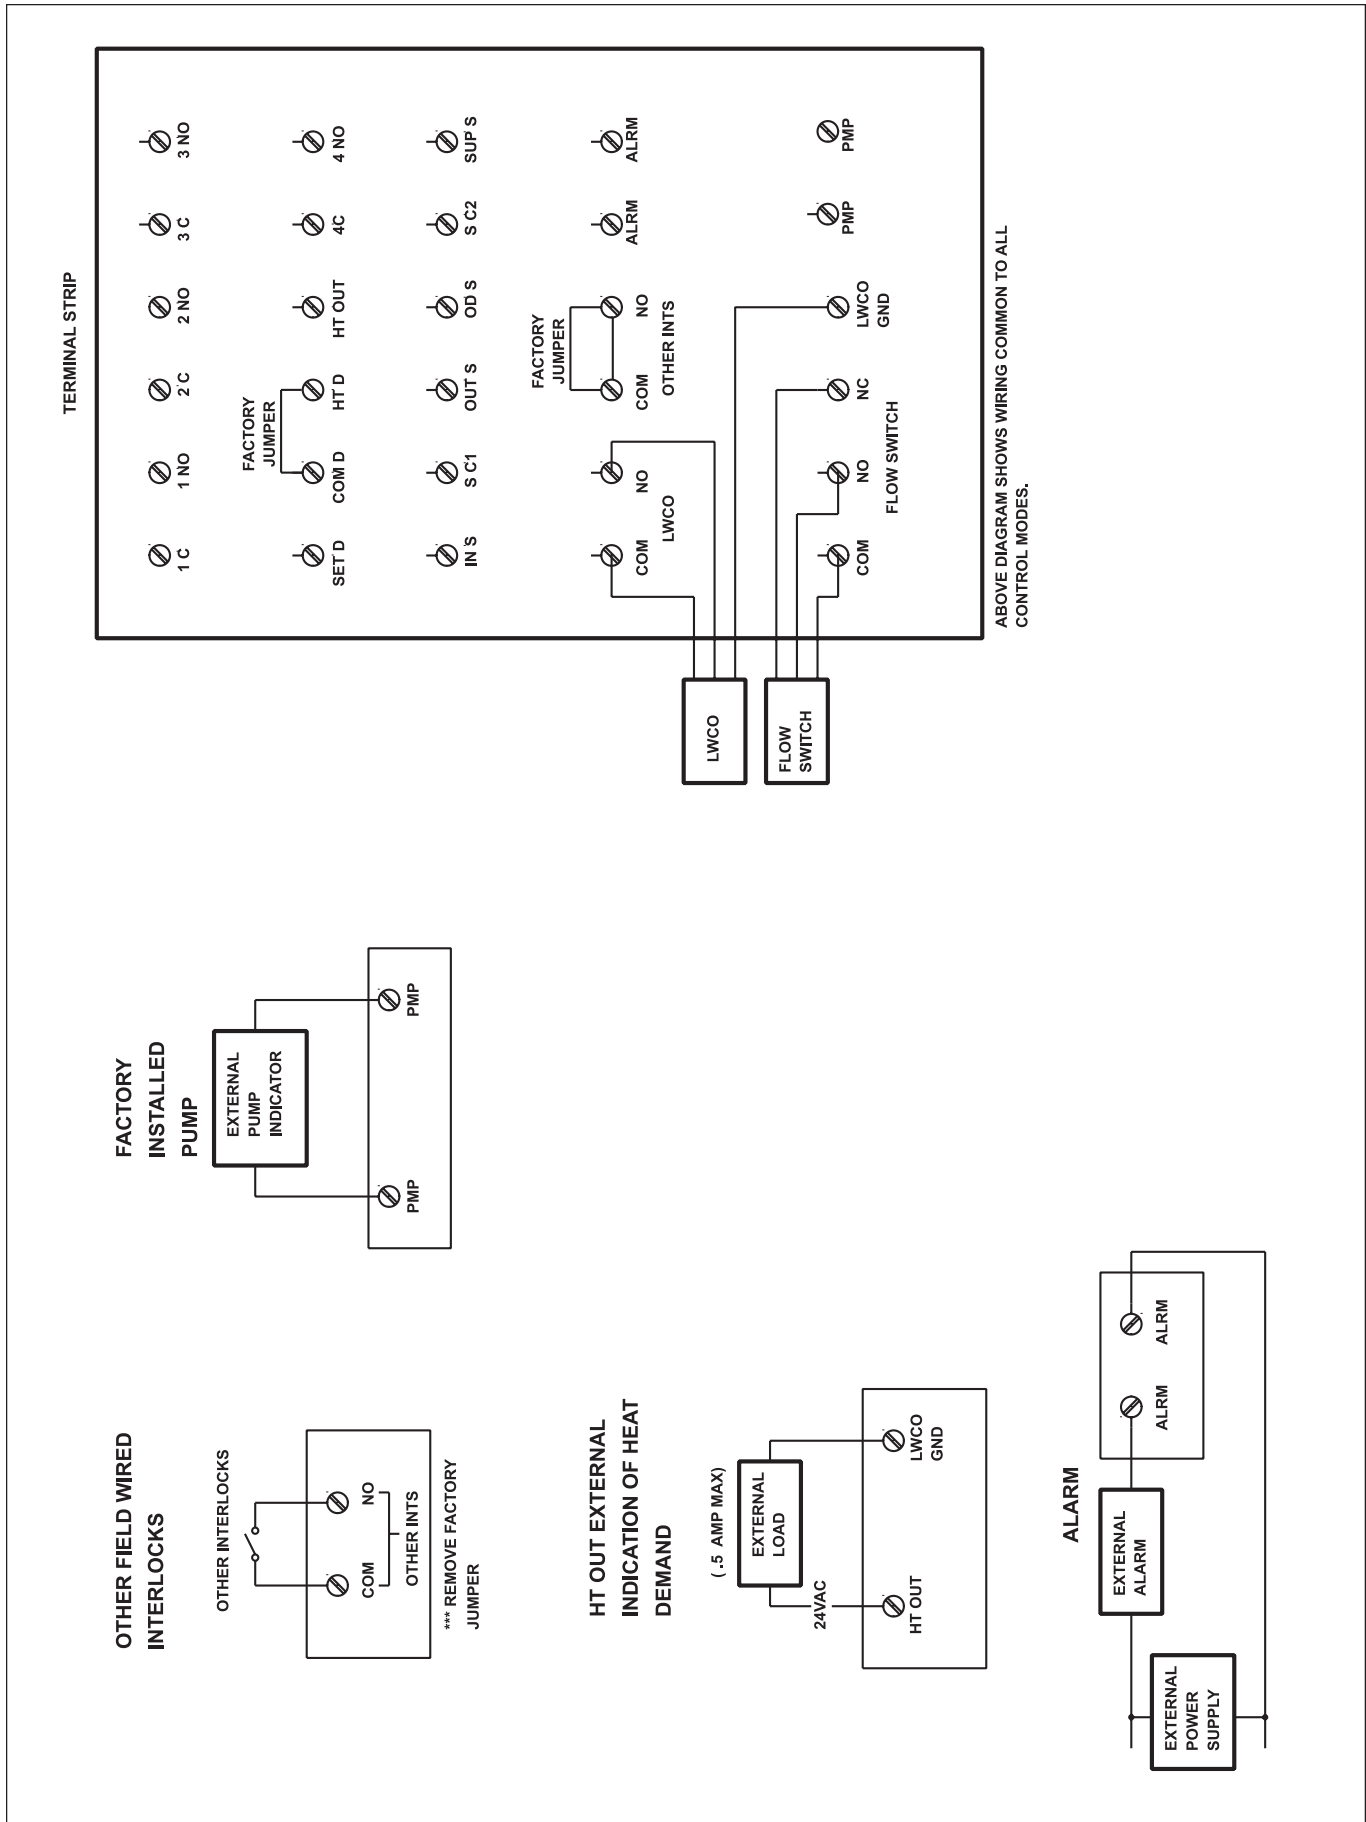 TERMINAL STRIP
1 C
1 NO
2 C
2 NO
3 C
3 NO
FACTORY
JUMPER
SET D
COM D
HT D
HT OUT
4C
4 NO
IN S
S C1
OUT S
OD S
S C2
SUP S
FACTORY
JUMPER
COM
NO
LWCO
COM
NO
OTHER INTS
ALRM
ALRM
COM
NO
NC
FLOW SWITCH
LWCO
GND
PMP
PMP
LWCO
FLOW
SWITCH
ABOVE DIAGRAM SHOWS WIRING COMMON TO ALL
CONTROL MODES.
FACTORY
INSTALLED
PUMP
EXTERNAL
PUMP
INDICATOR
PMP
PMP
OTHER FIELD WIRED
INTERLOCKS
OTHER INTERLOCKS
COM
NO
OTHER INTS
*** REMOVE FACTORY
JUMPER
HT OUT EXTERNAL
INDICATION OF HEAT
DEMAND
( .5 AMP MAX)
EXTERNAL
LOAD
24VAC
HT OUT
LWCO
GND
ALARM
EXTERNAL
ALARM
ALRM
ALRM
EXTERNAL
POWER
SUPPLY